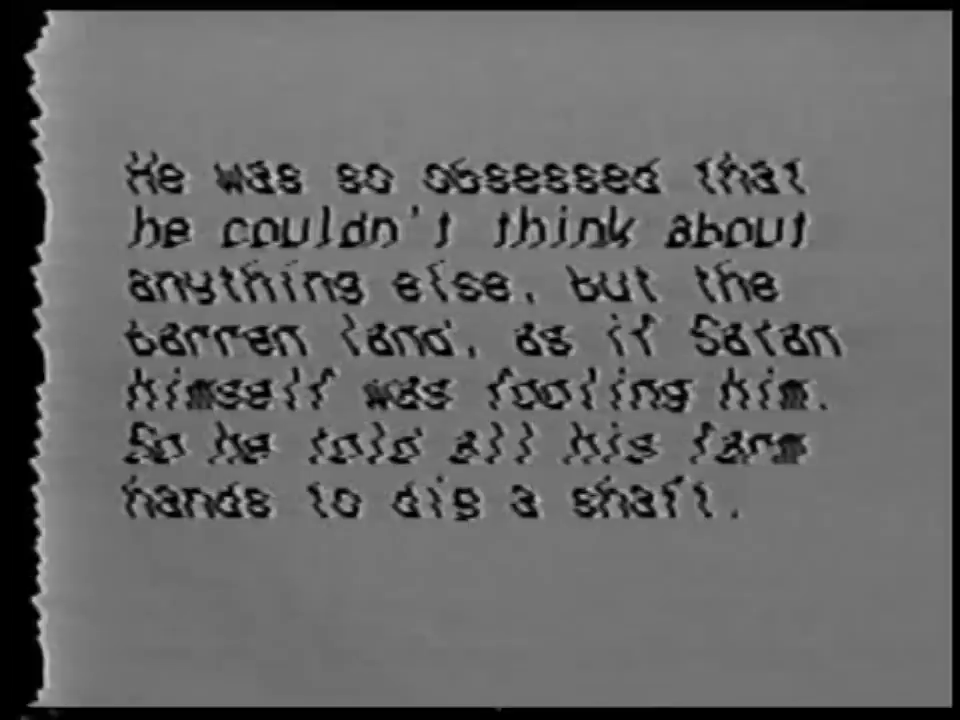 He was so obsessed that
he couldn't think about
anything else, but the
barren land, as if Satan
himself was fooling him.
So he told all his farm
hands to dig a shaft.